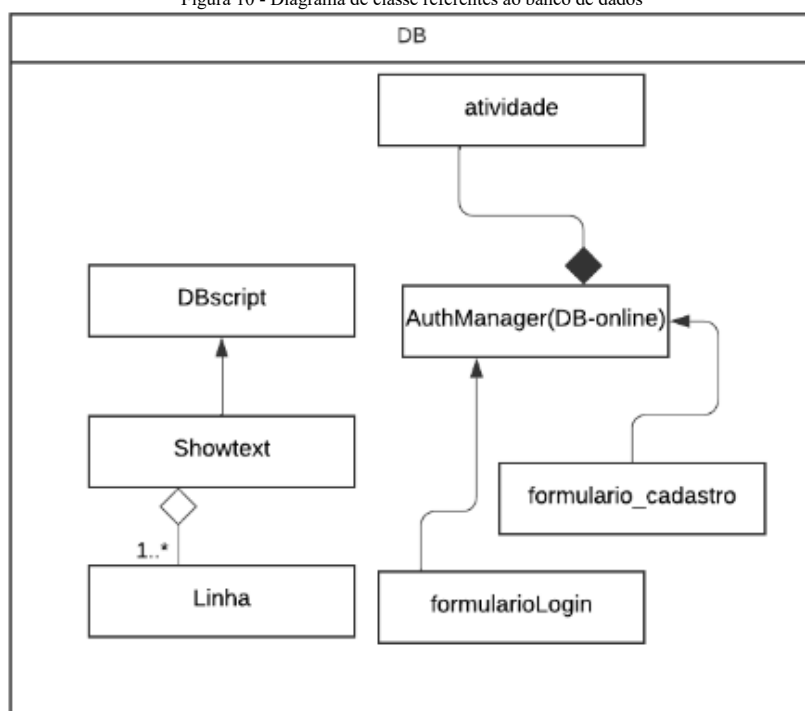 Figura 10 - Diagrama de classe referentes ao banco de dados
DB
atividade
DBscript
AuthManager(DB-online)
Showtext
formulario_cadastro
1..*
Linha
formularioLogin